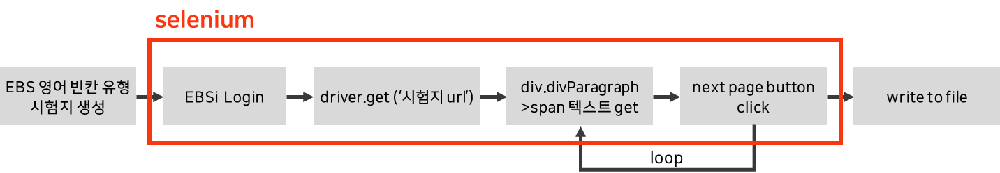 selenium
EBS 영어 빈칸 유형
시험지 생성
EBSi Login
driver.get (‘시험지 url’)
div.divParagraph
>span 텍스트 get
next page button
click
write to file
loop